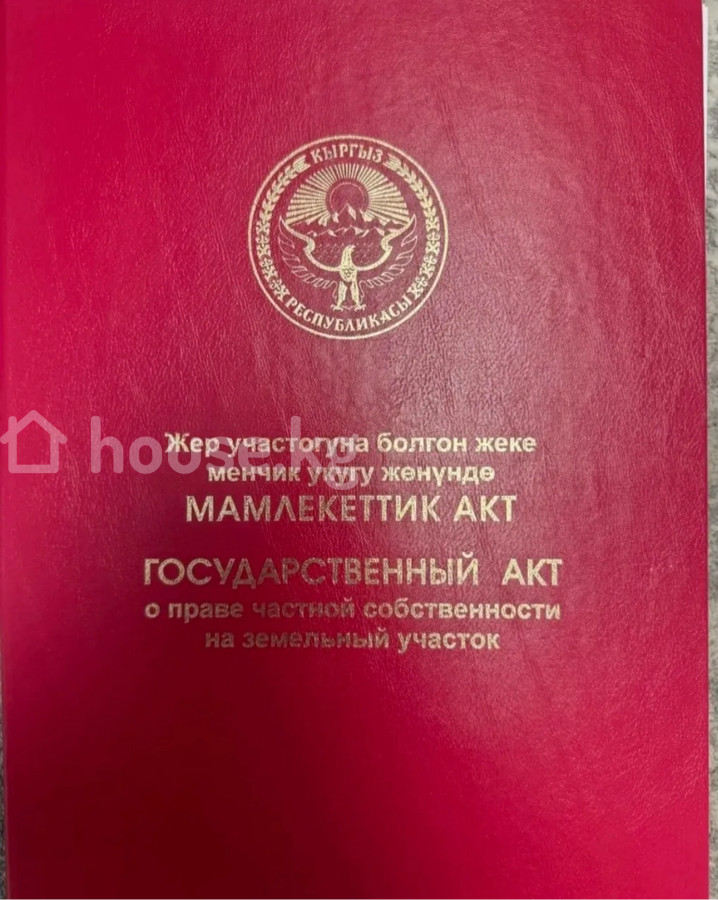 КЫРГЫЗ
РЕСПУБЛИКАСЫ
Жер участогуна болгон жеке
менчик укугу жөнүндө
МАМЛЕКЕТТИК АКТ
house.kg
ГОСУДАРСТВЕННЫЙ АКТ
о праве частной собственности
на земельный участок